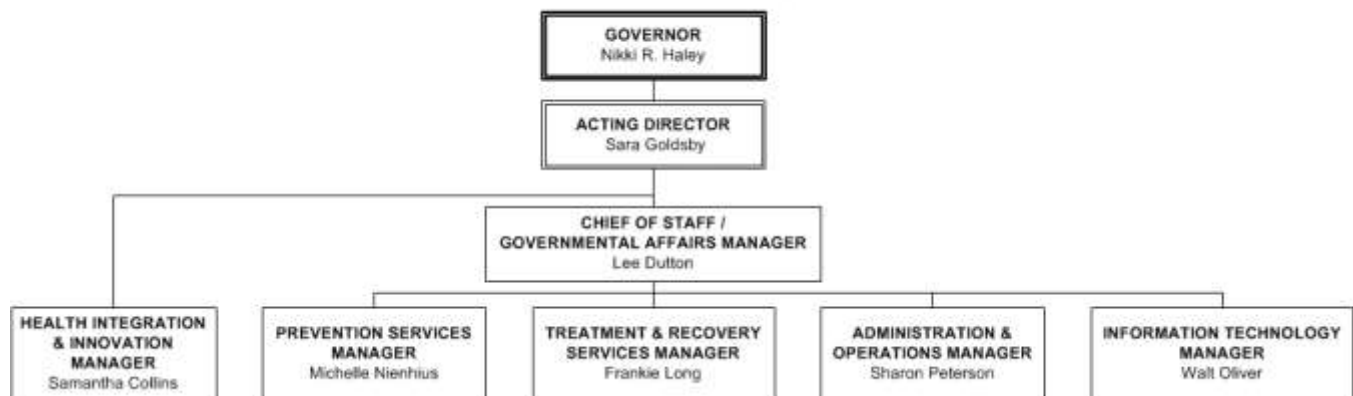 GOVERNOR
Nikki R. Haley
ACTING DIRECTOR
Sara Goldsby
CHIEF OF STAFF /
GOVERNMENTAL AFFAIRS MANAGER
Lee Dutton
HEALTH INTEGRATION
& INNOVATION
MANAGER
Samantha Collins
PREVENTION SERVICES
MANAGER
Michelle Nienhius
TREATMENT & RECOVERY
SERVICES MANAGER
Frankie Long
ADMINISTRATION &
OPERATIONS MANAGER
Sharon Peterson
INFORMATION TECHNOLOGY
MANAGER
Walt Oliver